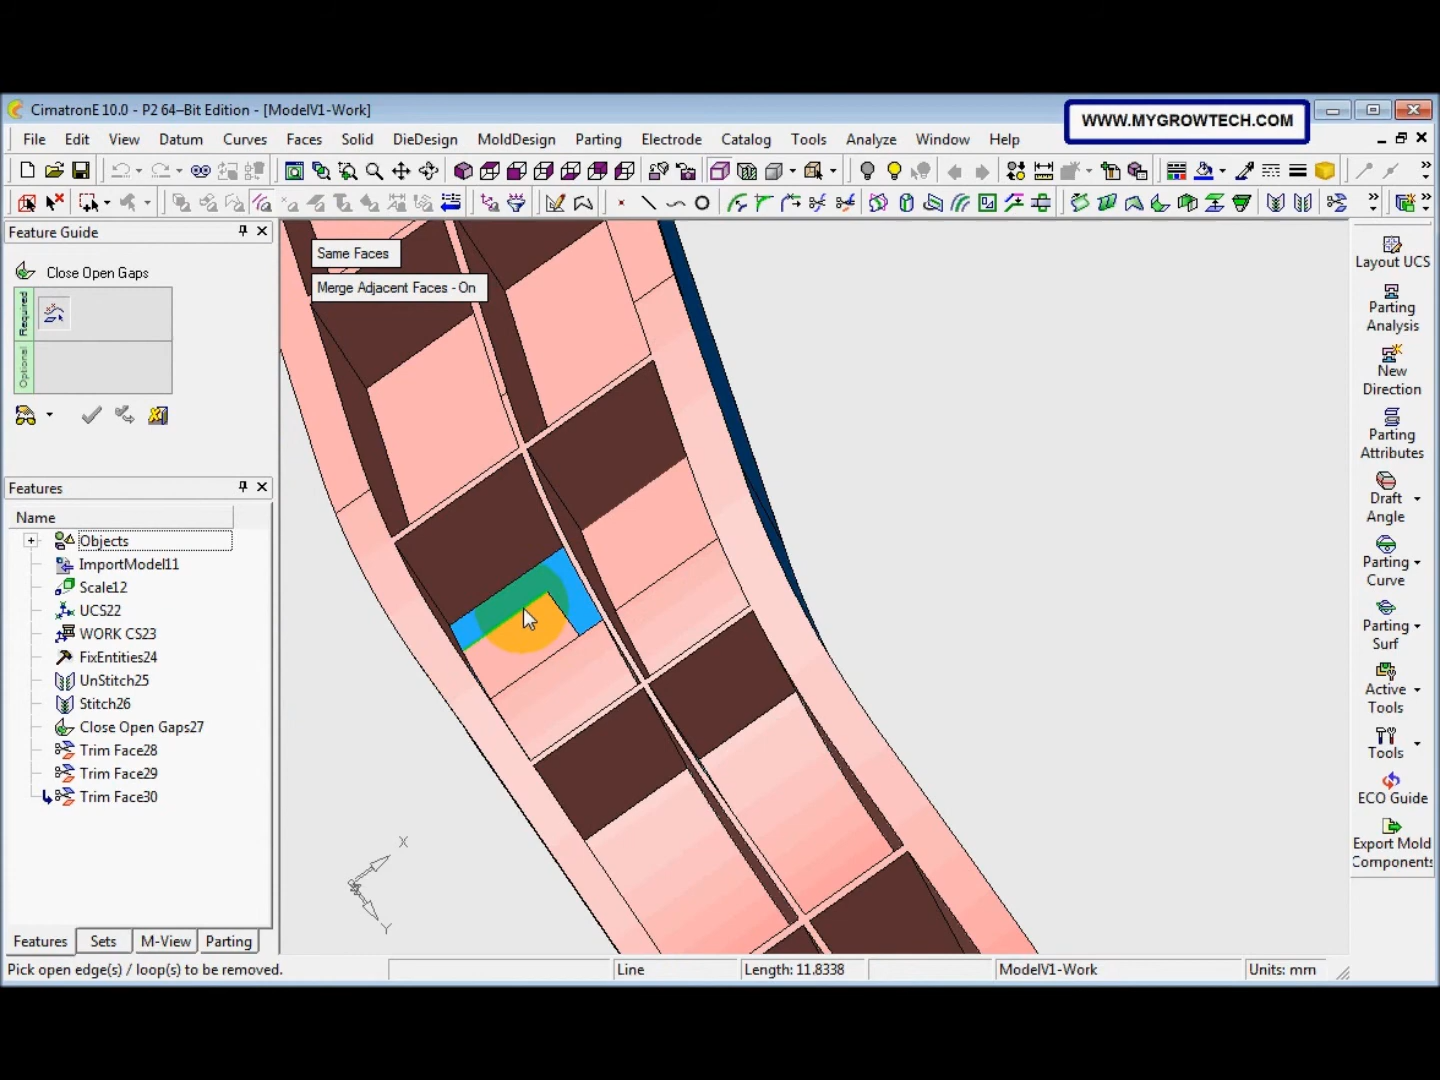 CimatronE 10.0 - P2 64–Bit Edition - [ModelV1-Work]
WWW.MYGROWTECH.COM
File Edit View Datum Curves Faces Solid DieDesign MoldDesign Parting Electrode Catalog Tools Analyze Window Help
Feature Guide
Close Open Gaps
Required
Optional
Same Faces
Merge Adjacent Faces - On
Features
Name
Objects
ImportModel11
Scale12
UCS22
WORK CS23
FixEntities24
UnStitch25
Stitch26
Close Open Gaps27
Trim Face28
Trim Face29
Trim Face30
X
Y
Layout UCS
Parting
Analysis
New
Direction
Parting
Attributes
Draft
Angle
Parting
Curve
Parting
Surf
Active
Tools
Tools
ECO Guide
Export Mold
Components
Features Sets M-View Parting
Pick open edge(s) / loop(s) to be removed. Line Length: 11.8338 ModelV1-Work Units: mm